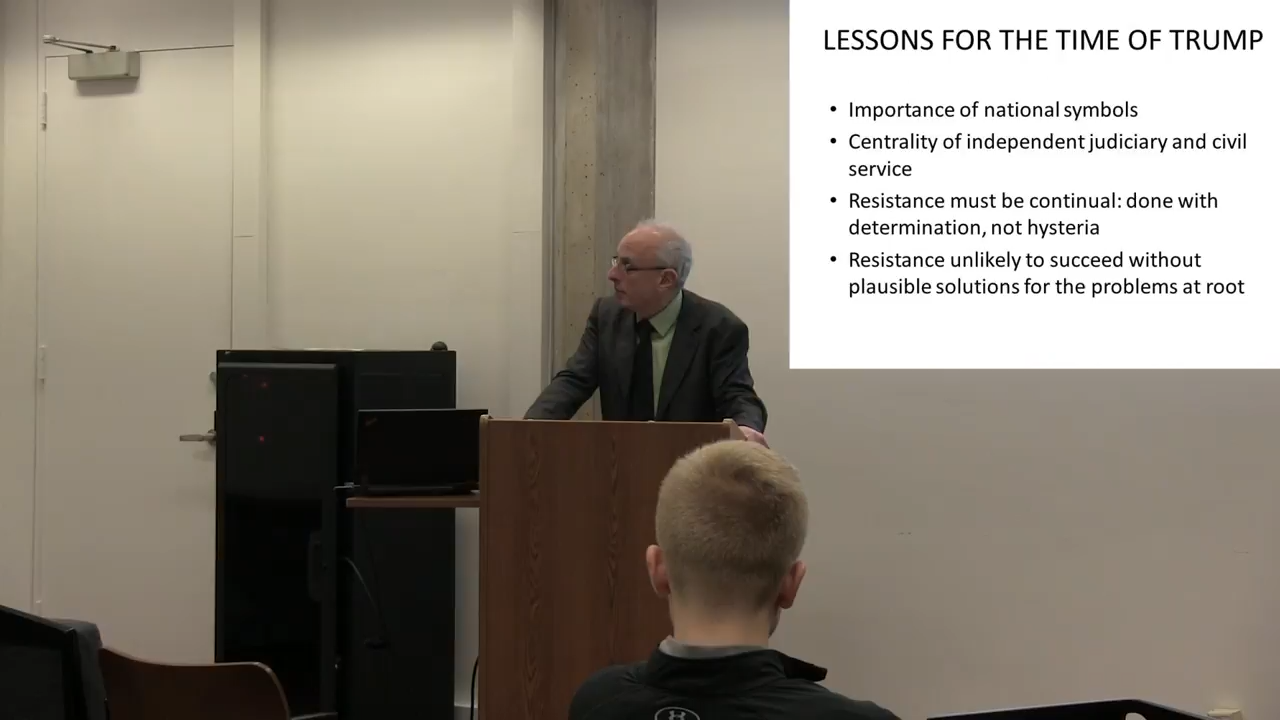 LESSONS FOR THE TIME OF TRUMP
• Importance of national symbols
• Centrality of independent judiciary and civil
service
• Resistance must be continual: done with
determination, not hysteria
• Resistance unlikely to succeed without
plausible solutions for the problems at root